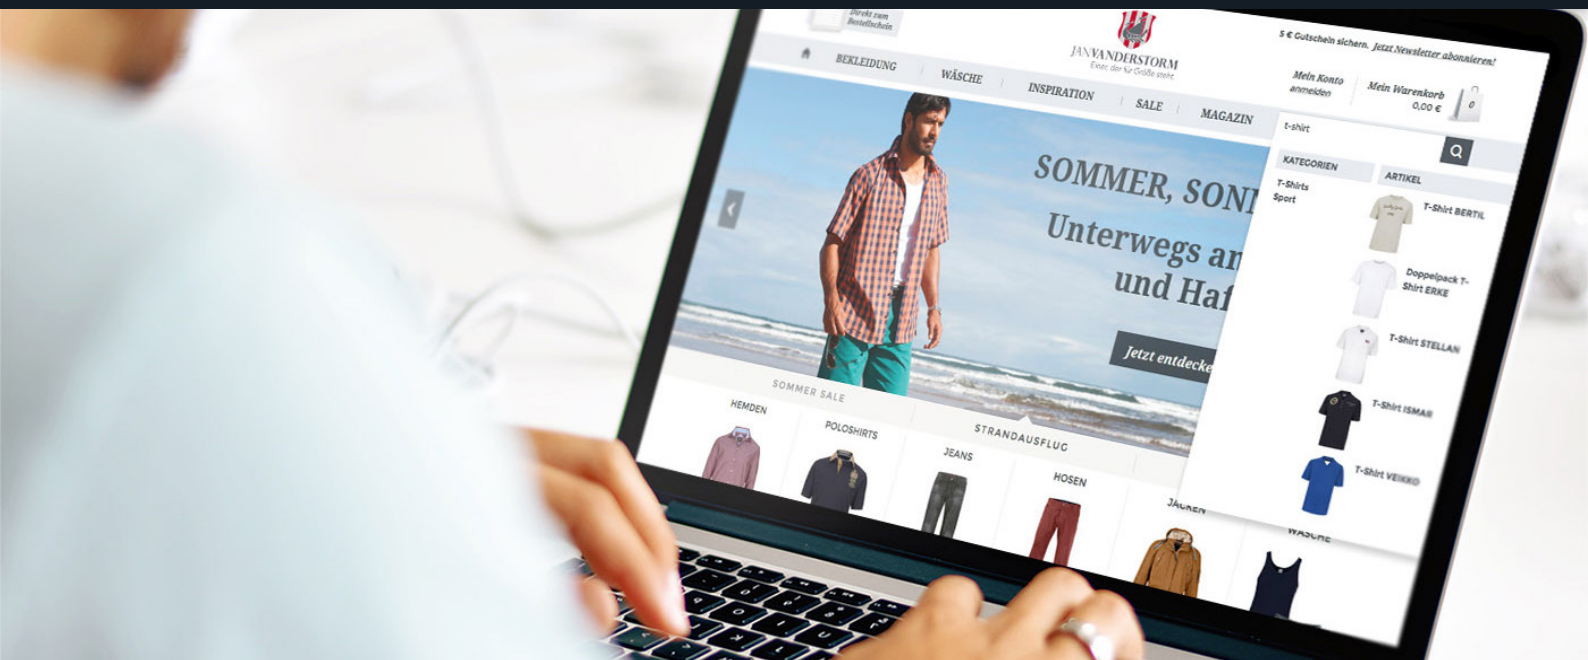 Direkt zum
Bestellschein
JAN VANDERSTORM
Einer, der für Größe steht.
5 € Gutschein sichern. Jetzt Newsletter abonnieren!
Mein Konto
anmelden
Mein Warenkorb
0,00 €
0
BEKLEIDUNG
WÄSCHE
INSPIRATION
SALE
MAGAZIN
t-shirt
KATEGORIEN
T-Shirts
Sport
ARTIKEL
T-Shirt BERTIL
Doppelpack T-
Shirt ERKE
T-Shirt STELLAN
T-Shirt ISMAR
T-Shirt VEIKKO
SOMMER, SONN
Unterwegs an
und Haf
Jetzt entdecke
SOMMER SALE
STRANDAUSFLUG
HEMDEN
POLOSHIRTS
JEANS
HOSEN
JACKEN
WÄSCHE